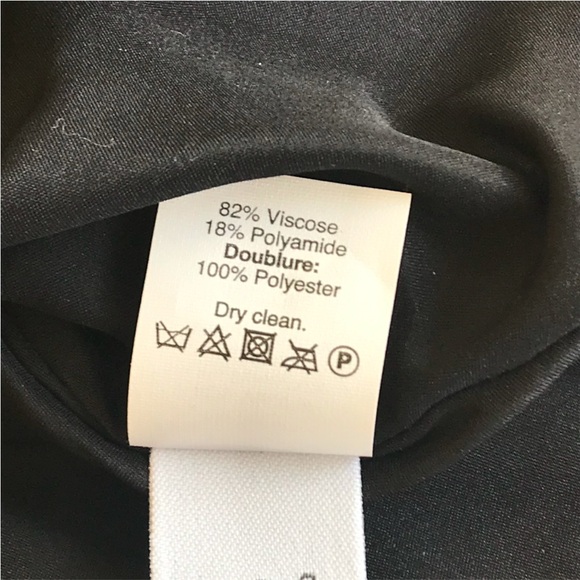 82% Viscose
18% Polyamide
Doublure:
100% Polyester
Dry clean.
P